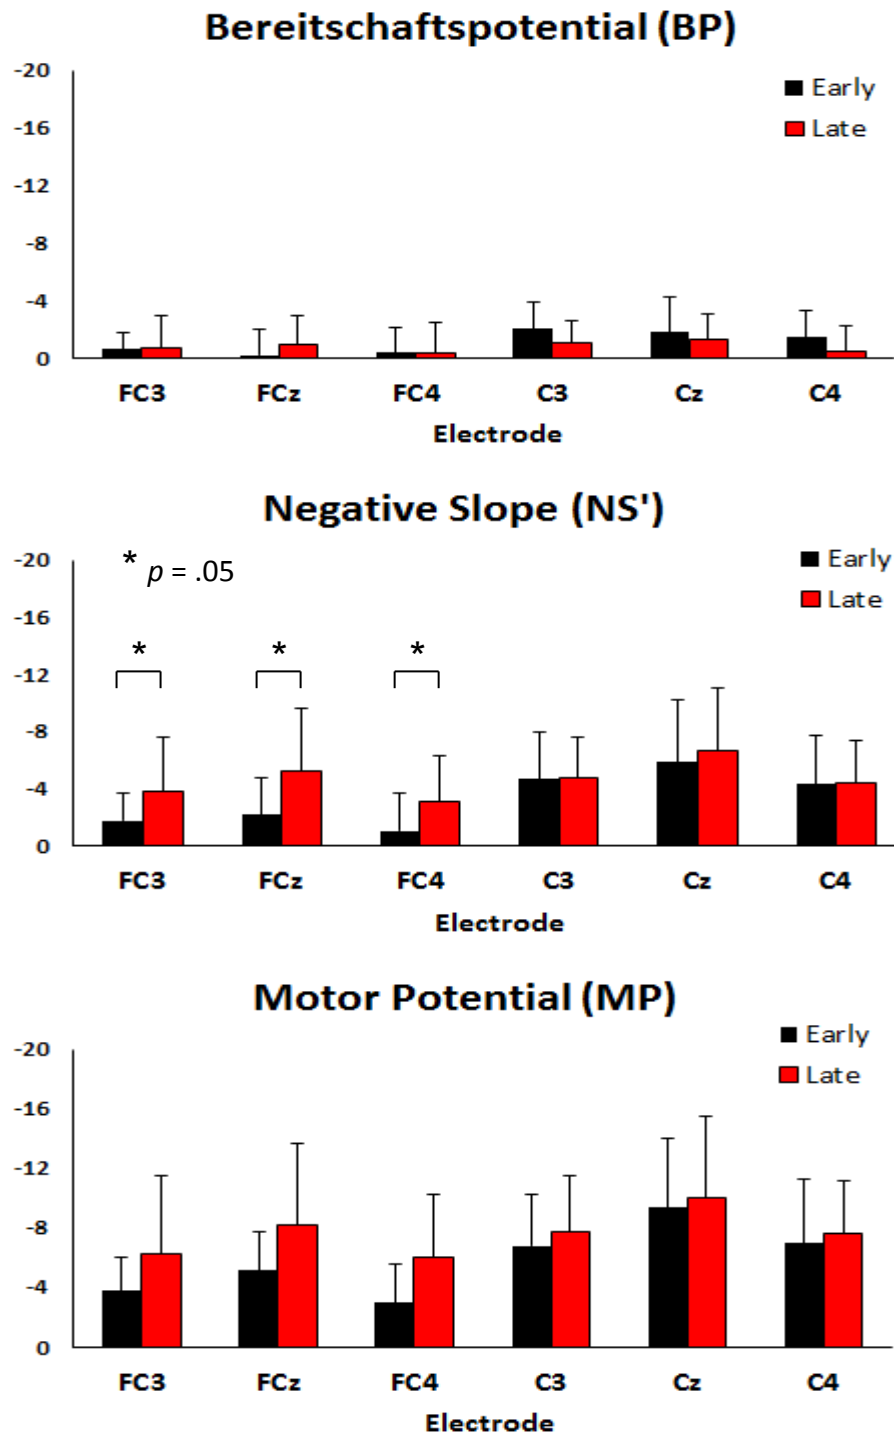 Bereitschaftspotential (BP)
-20
Early
-16
Late
-12
-8
-4
0
FC3 FCz FC4 C3 Cz C4
Electrode
Negative Slope (NS')
-20
* p = .05
Early
-16
Late
* * *
-12
-8
-4
0
FC3 FCz FC4 C3 Cz C4
Electrode
Motor Potential (MP)
-20
Early
-16
Late
-12
-8
-4
0
FC3 FCz FC4 C3 Cz C4
Electrode